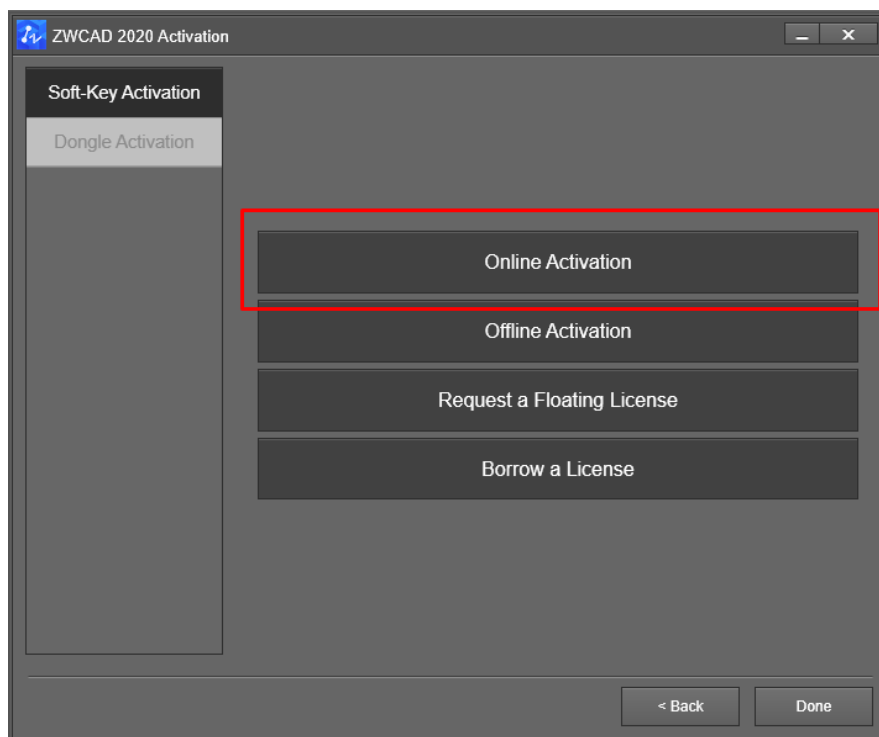 ZWCAD 2020 Activation
Soft-Key Activation
Dongle Activation
Online Activation
Offline Activation
Request a Floating License
Borrow a License
< Back
Done